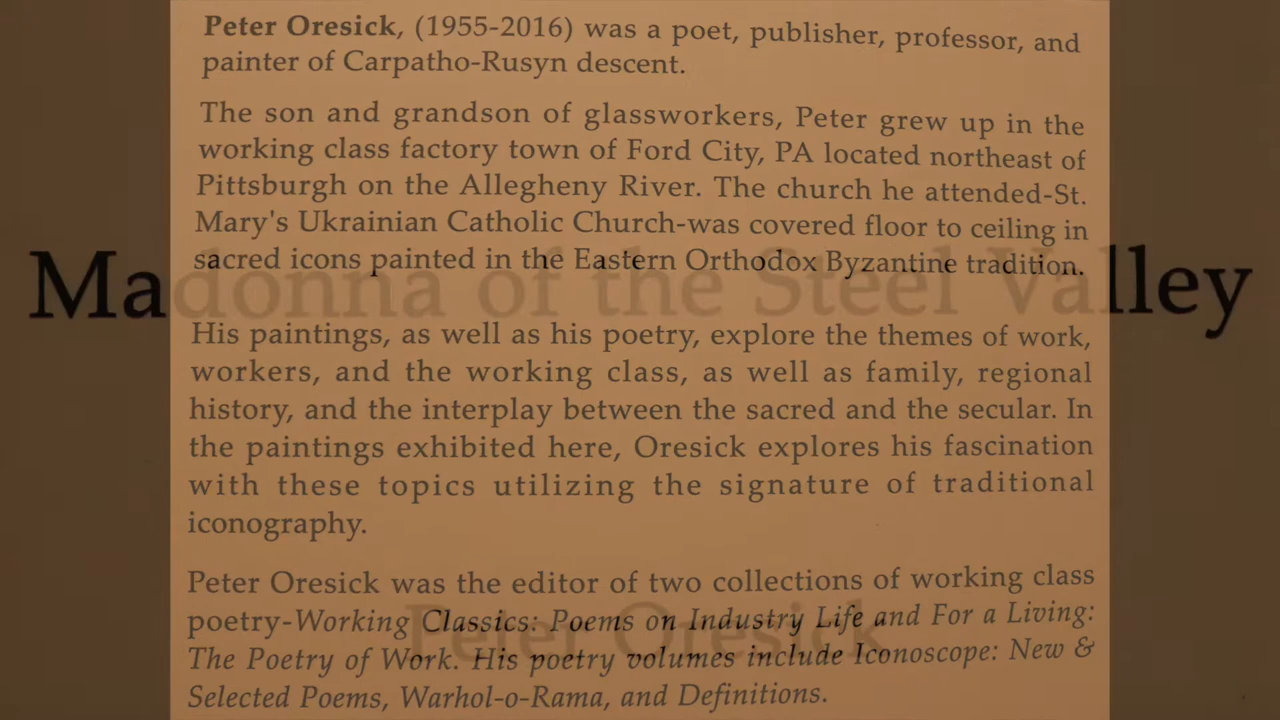 Peter Oresick, (1955-2016) was a poet, publisher, professor, and
painter of Carpatho-Rusyn descent.
The son and grandson of glassworkers, Peter grew up in the
working class factory town of Ford City, PA located northeast of
Pittsburgh on the Allegheny River. The church he attended-St.
Mary's Ukrainian Catholic Church-was covered floor to ceiling in
sacred icons painted in the Eastern Orthodox Byzantine tradition.
Madonna of the Steel Valley
His paintings, as well as his poetry, explore the themes of work,
workers, and the working class, as well as family, regional
history, and the interplay between the sacred and the secular. In
the paintings exhibited here, Oresick explores his fascination
with these topics utilizing the signature of traditional
iconography.
Peter Oresick was the editor of two collections of working class
poetry-Working Classics: Poems on Industry Life and For a Living:
Peter Oresick
The Poetry of Work. His poetry volumes include Iconoscope: New &
Selected Poems, Warhol-o-Rama, and Definitions.